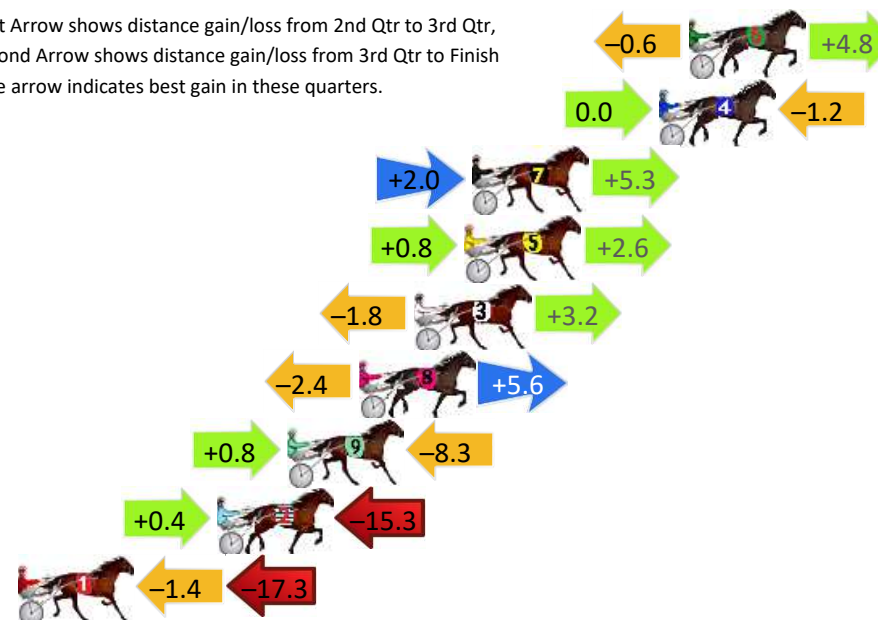 t Arrow shows distance gain/loss from 2nd Qtr to 3rd Qtr,
ond Arrow shows distance gain/loss from 3rd Qtr to Finish
e arrow indicates best gain in these quarters.
–0.6 6 +4.8
0.0 4 –1.2
+2.0 7 +5.3
+0.8 5 +2.6
–1.8 3 +3.2
–2.4 8 +5.6
+0.8 9 –8.3
+0.4 2 –15.3
1 –1.4 –17.3